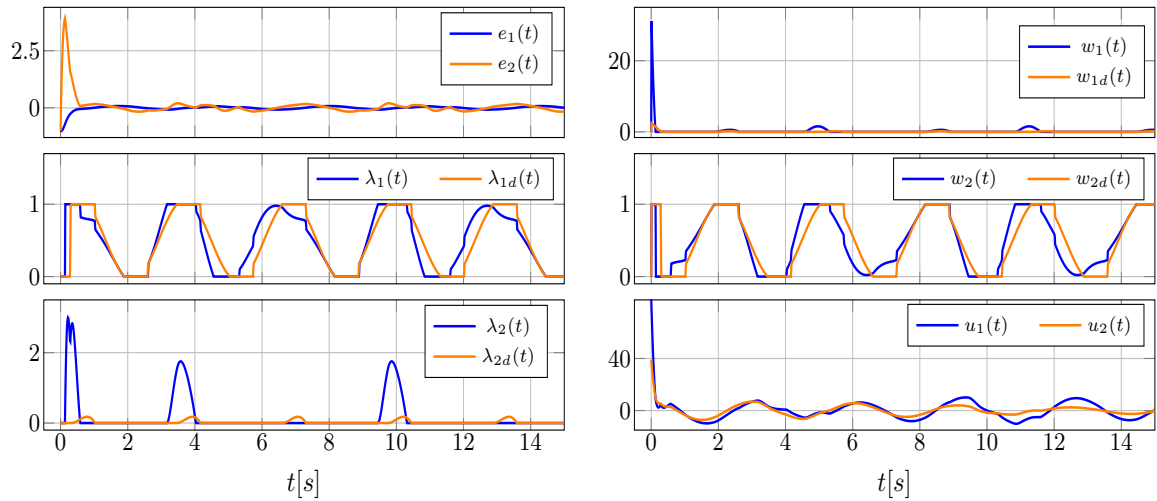 2.5
0
e₁(t)
e₂(t)
1
0
λ₁(t) λ₁d(t)
2
0
λ₂(t)
λ₂d(t)
0 2 4 6 8 10 12 14
t[s]
30
0
w₁(t)
w₁d(t)
1
0
w₂(t) w₂d(t)
40
0
u₁(t) u₂(t)
0 2 4 6 8 10 12 14
t[s]